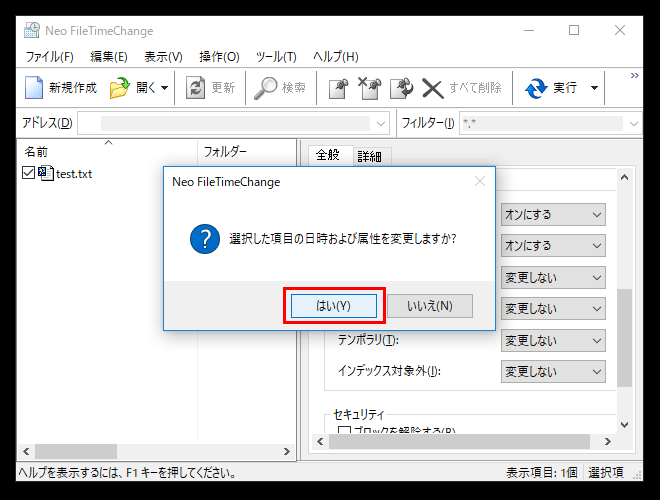 Neo FileTimeChange
ファイル(F) 編集(E) 表示(V) 操作(O) ツール(T) ヘルプ(H)
新規作成 開く 更新 検索 すべて削除 実行 »
アドレス(D) フィルター(I) *.*
名前 フォルダー 全般 詳細
test.txt
Neo FileTimeChange
選択した項目の日時および属性を変更しますか?
はい(Y) いいえ(N)
オンにする
オンにする
変更しない
変更しない
テンポラリ(T): 変更しない
インデックス対象外(I): 変更しない
セキュリティ
ブロックを解除する(B)
ヘルプを表示するには、F1 キーを押してください。 表示項目: 1個 選択項